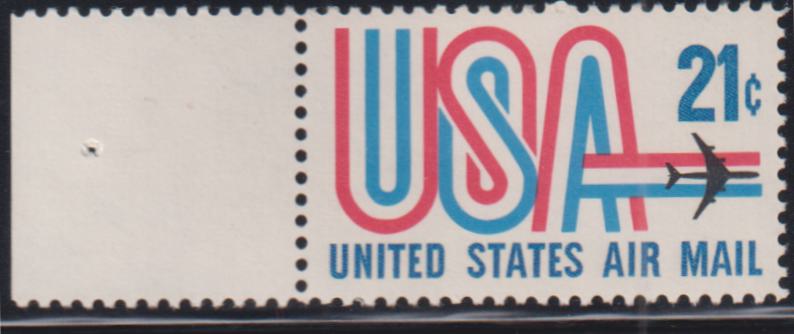 USA
21¢
UNITED STATES AIR MAIL